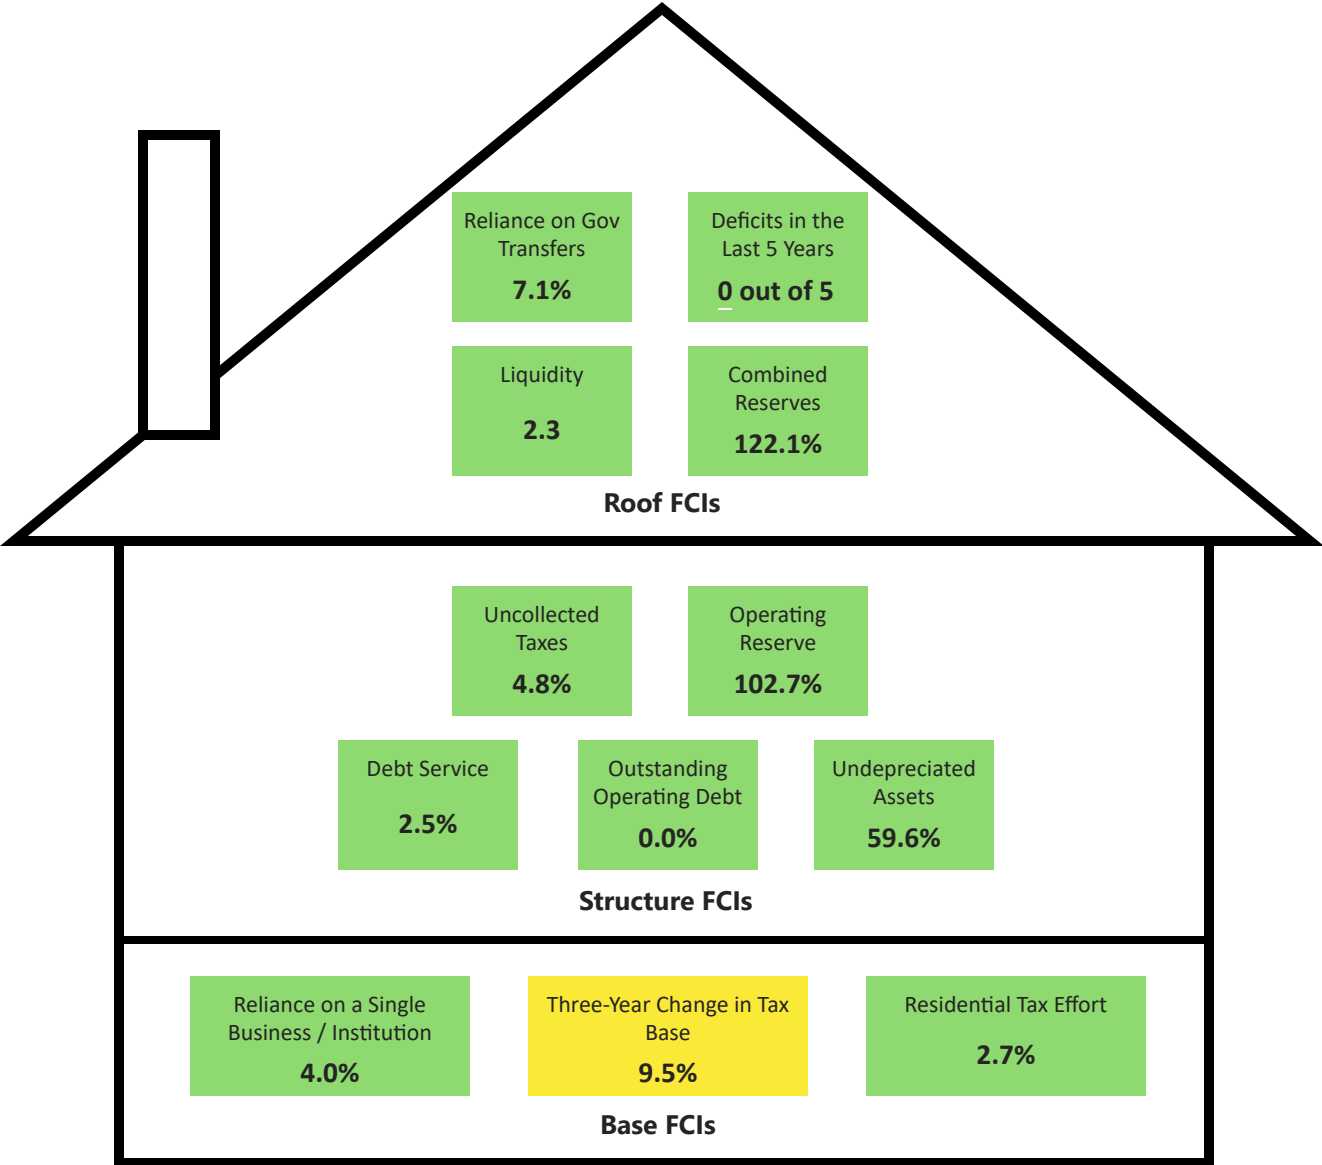 Reliance on Gov
Transfers
7.1%
Deficits in the
Last 5 Years
0 out of 5
Liquidity
2.3
Combined
Reserves
122.1%
Roof FCIs
Uncollected
Taxes
4.8%
Operating
Reserve
102.7%
Debt Service
2.5%
Outstanding
Operating Debt
0.0%
Undepreciated
Assets
59.6%
Structure FCIs
Reliance on a Single
Business / Institution
4.0%
Three-Year Change in Tax
Base
9.5%
Residential Tax Effort
2.7%
Base FCIs